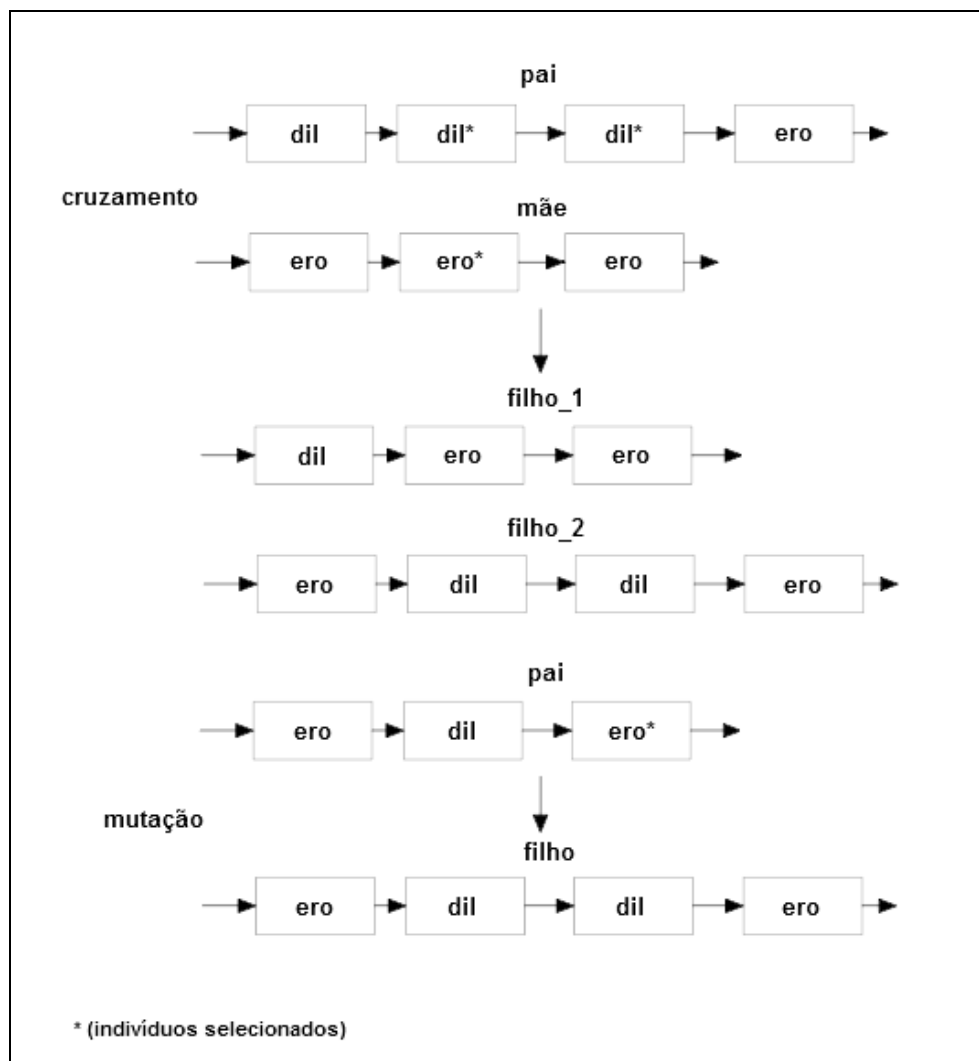 pai
dil dil* dil* ero
cruzamento
mãe
ero ero* ero
filho_1
dil ero ero
filho_2
ero dil dil ero
pai
ero dil ero*
mutação
filho
ero dil dil ero
* (indivíduos selecionados)